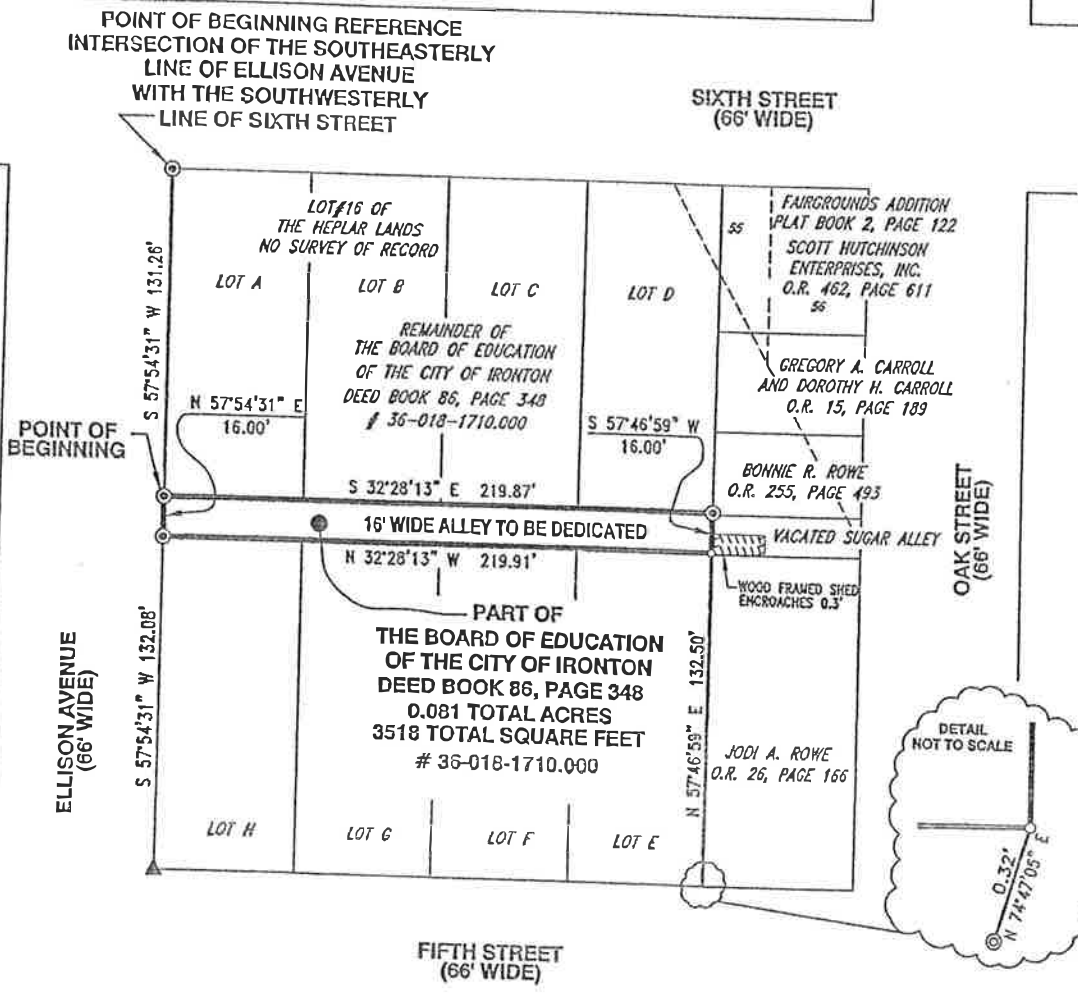 POINT OF BEGINNING REFERENCE
INTERSECTION OF THE SOUTHEASTERLY
LINE OF ELLISON AVENUE
WITH THE SOUTHWESTERLY
LINE OF SIXTH STREET
SIXTH STREET
(66' WIDE)
LOT#16 OF
THE HEPLAR LANDS
NO SURVEY OF RECORD
55
FAIRGROUNDS ADDITION
PLAT BOOK 2, PAGE 122
SCOTT HUTCHINSON
ENTERPRISES, INC.
O.R. 462, PAGE 611
56
LOT A
LOT B
LOT C
LOT D
S 57°54'31" W 131.26'
REMAINDER OF
THE BOARD OF EDUCATION
OF THE CITY OF IRONTON
DEED BOOK 86, PAGE 348
# 36-018-1710.000
GREGORY A. CARROLL
AND DOROTHY H. CARROLL
O.R. 15, PAGE 189
N 57°54'31" E
16.00'
S 57°46'59" W
16.00'
POINT OF
BEGINNING
BONNIE R. ROWE
O.R. 255, PAGE 493
S 32°28'13" E 219.87'
16' WIDE ALLEY TO BE DEDICATED
N 32°28'13" W 219.91'
VACATED SUGAR ALLEY
WOOD FRAMED SHED
ENCROACHES 0.3'
OAK STREET
(66' WIDE)
PART OF
THE BOARD OF EDUCATION
OF THE CITY OF IRONTON
DEED BOOK 86, PAGE 348
0.081 TOTAL ACRES
3518 TOTAL SQUARE FEET
# 36-018-1710.000
ELLISON AVENUE
(66' WIDE)
S 57°54'31" W 132.08'
N 57°46'59" E 132.50'
JODI A. ROWE
O.R. 26, PAGE 166
DETAIL
NOT TO SCALE
0.32'
N 74°47'05" E
LOT H
LOT G
LOT F
LOT E
FIFTH STREET
(66' WIDE)